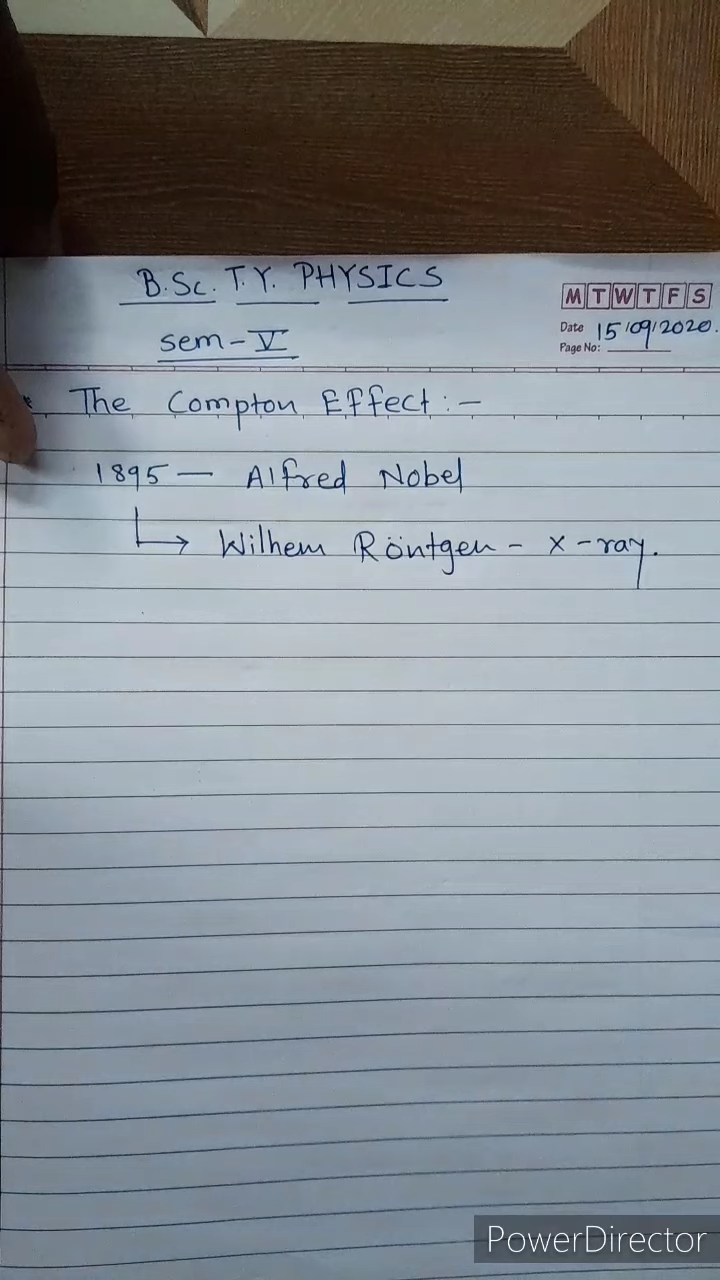 B.Sc. T.Y. PHYSICS
M T W T F S
Date 15/09/2020.
sem-V
Page No:
* The Compton Effect :-
1895 — Alfred Nobel
↳ Wilhem Röntgen - x-ray.
PowerDirector